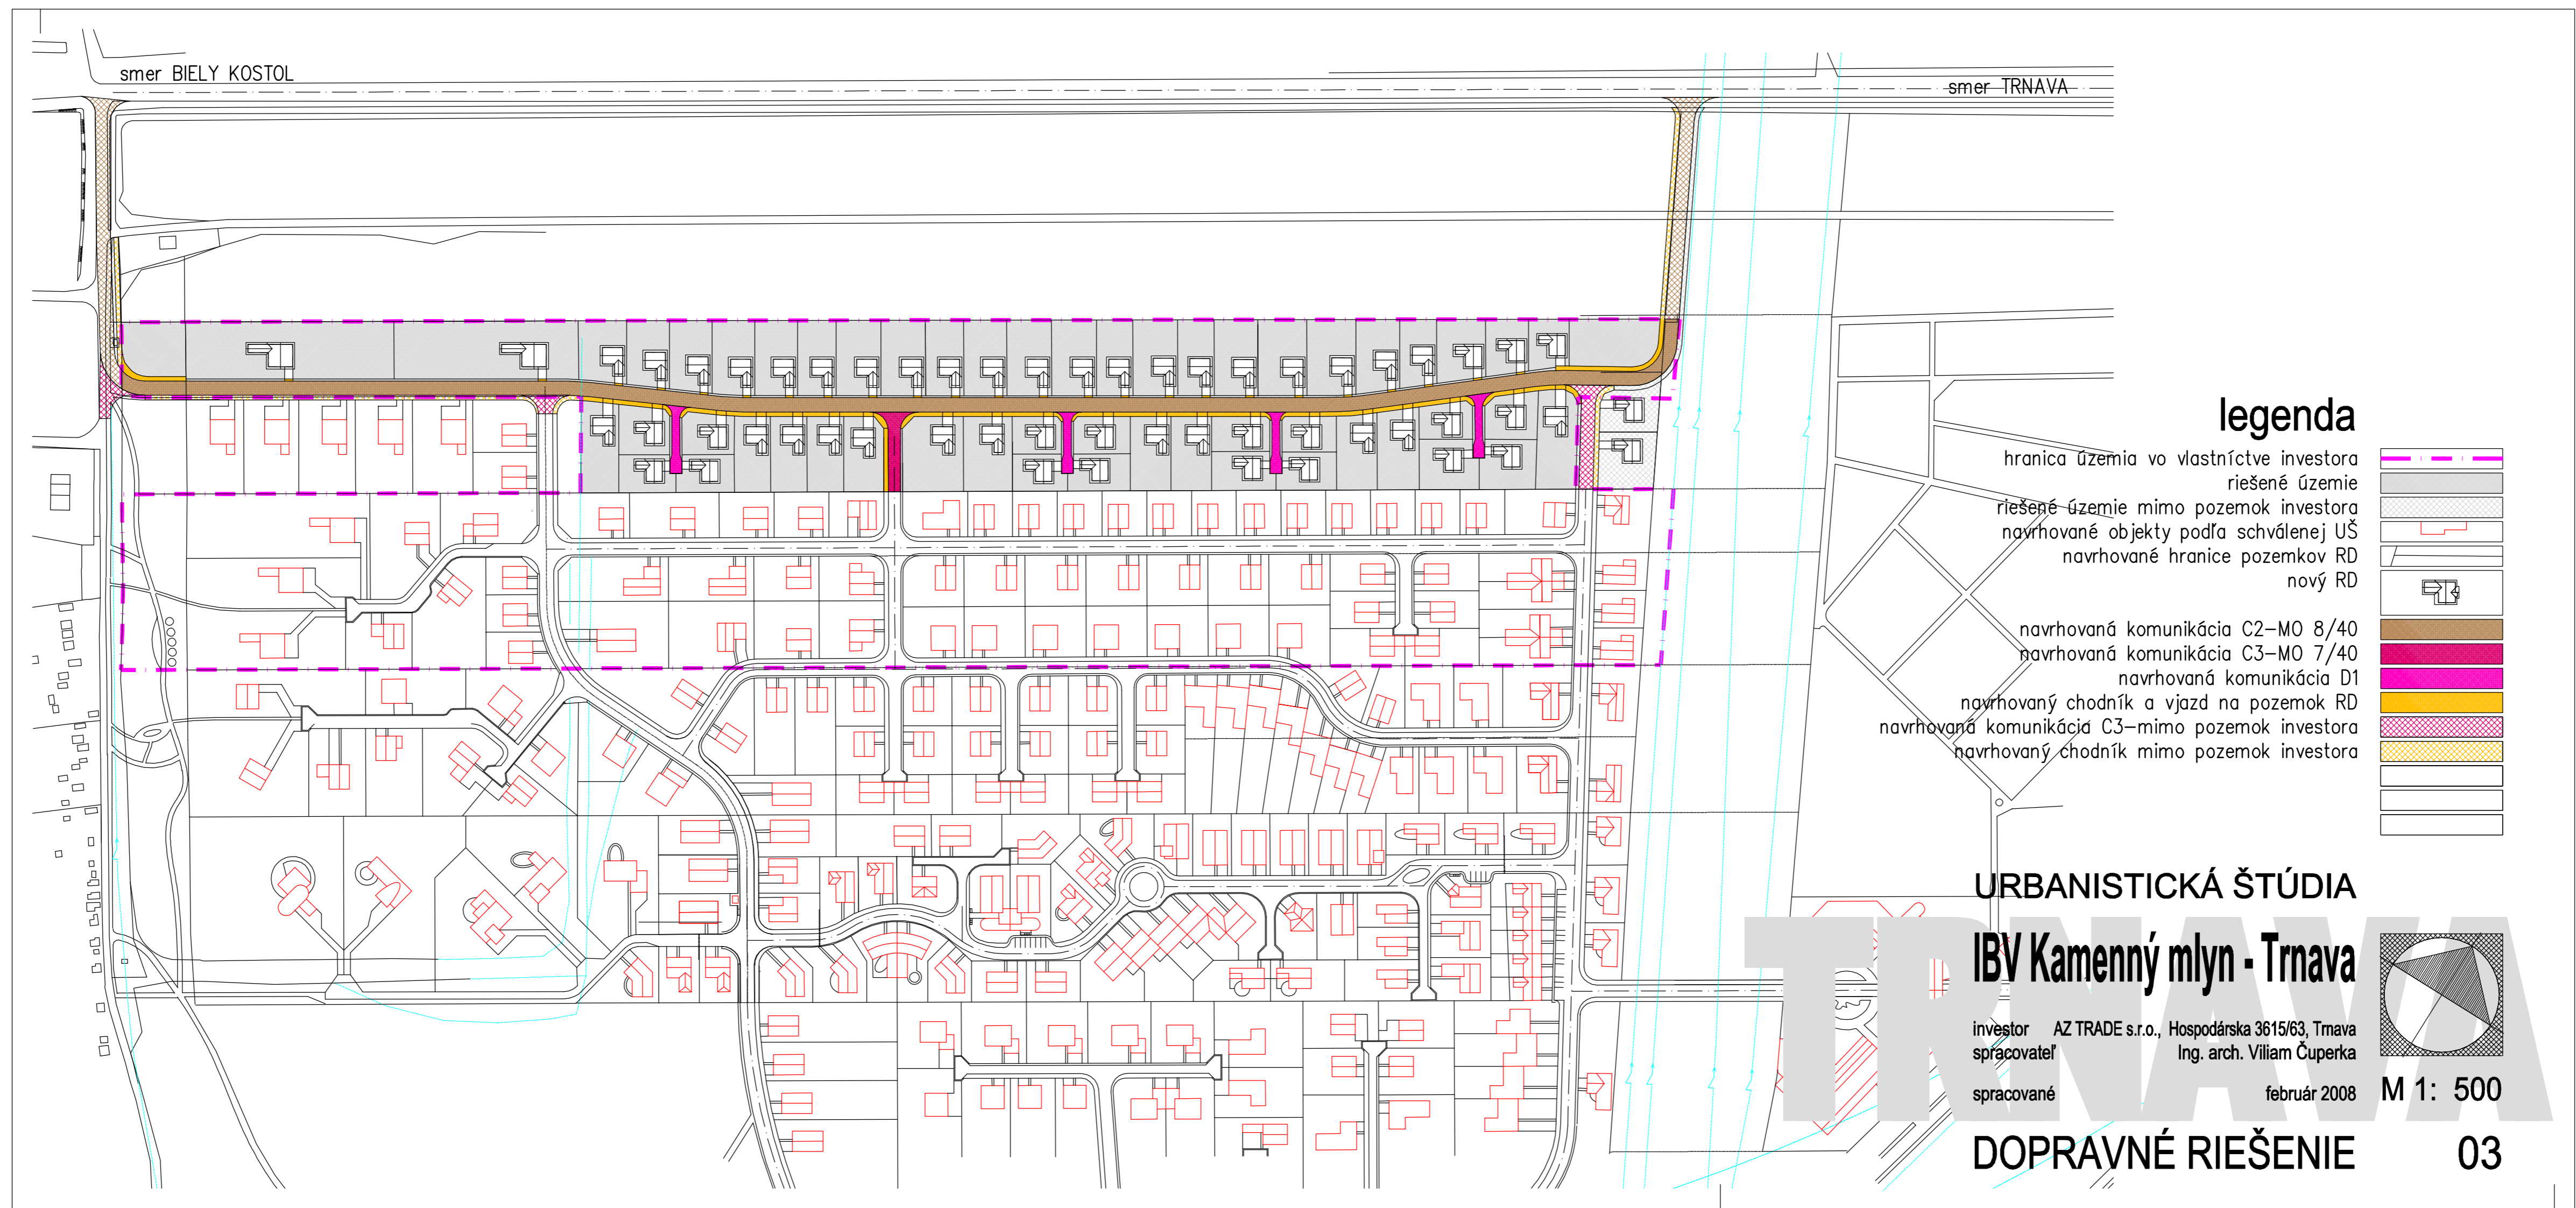 smer BIELY KOSTOL
smer TRNAVA
legenda
hranica územia vo vlastníctve investora
riešené územie
riešené územie mimo pozemok investora
navrhované objekty podľa schválenej UŠ
navrhované hranice pozemkov RD
nový RD
navrhovaná komunikácia C2-MO 8/40
navrhovaná komunikácia C3-MO 7/40
navrhovaná komunikácia D1
navrhovaný chodník a vjazd na pozemok RD
navrhovaná komunikácia C3-mimo pozemok investora
navrhovaný chodník mimo pozemok investora
URBANISTICKÁ ŠTÚDIA
TRNAVA
IBV Kamenný mlyn - Trnava
investor AZ TRADE s.r.o., Hospodárska 3615/63, Trnava
spracovateľ Ing. arch. Viliam Čuperka
spracované február 2008 M 1: 500
DOPRAVNÉ RIEŠENIE 03